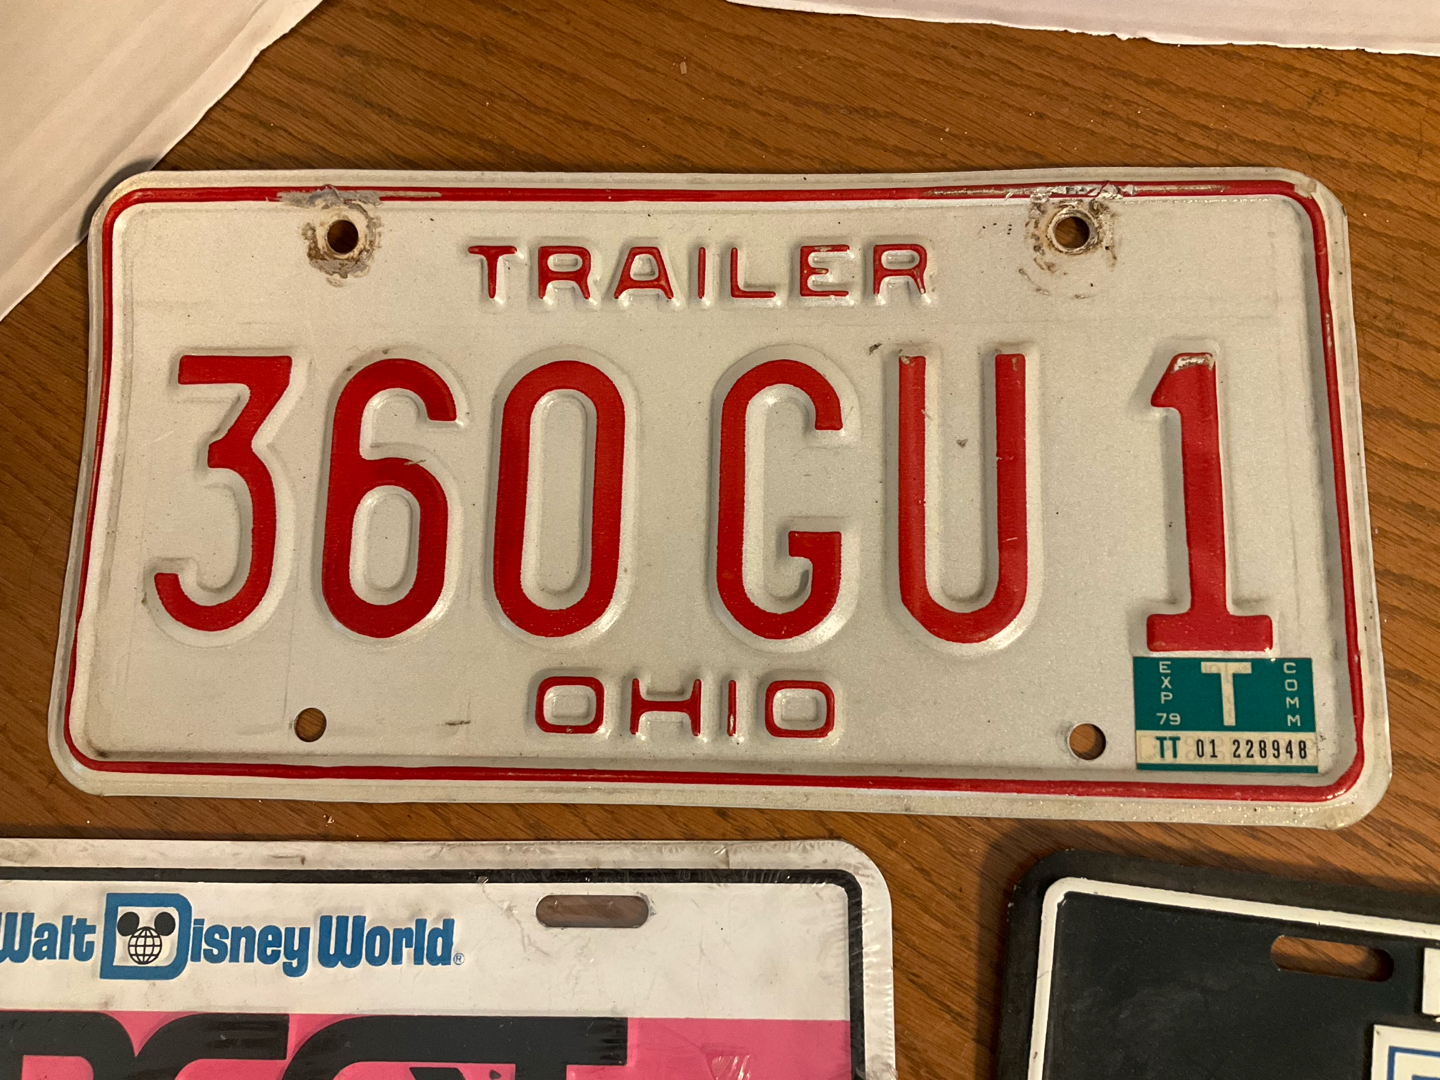 TRAILER
360 GU 1
OHIO
EXP 79 T COMM
TT 01 228948
Walt Disney World®